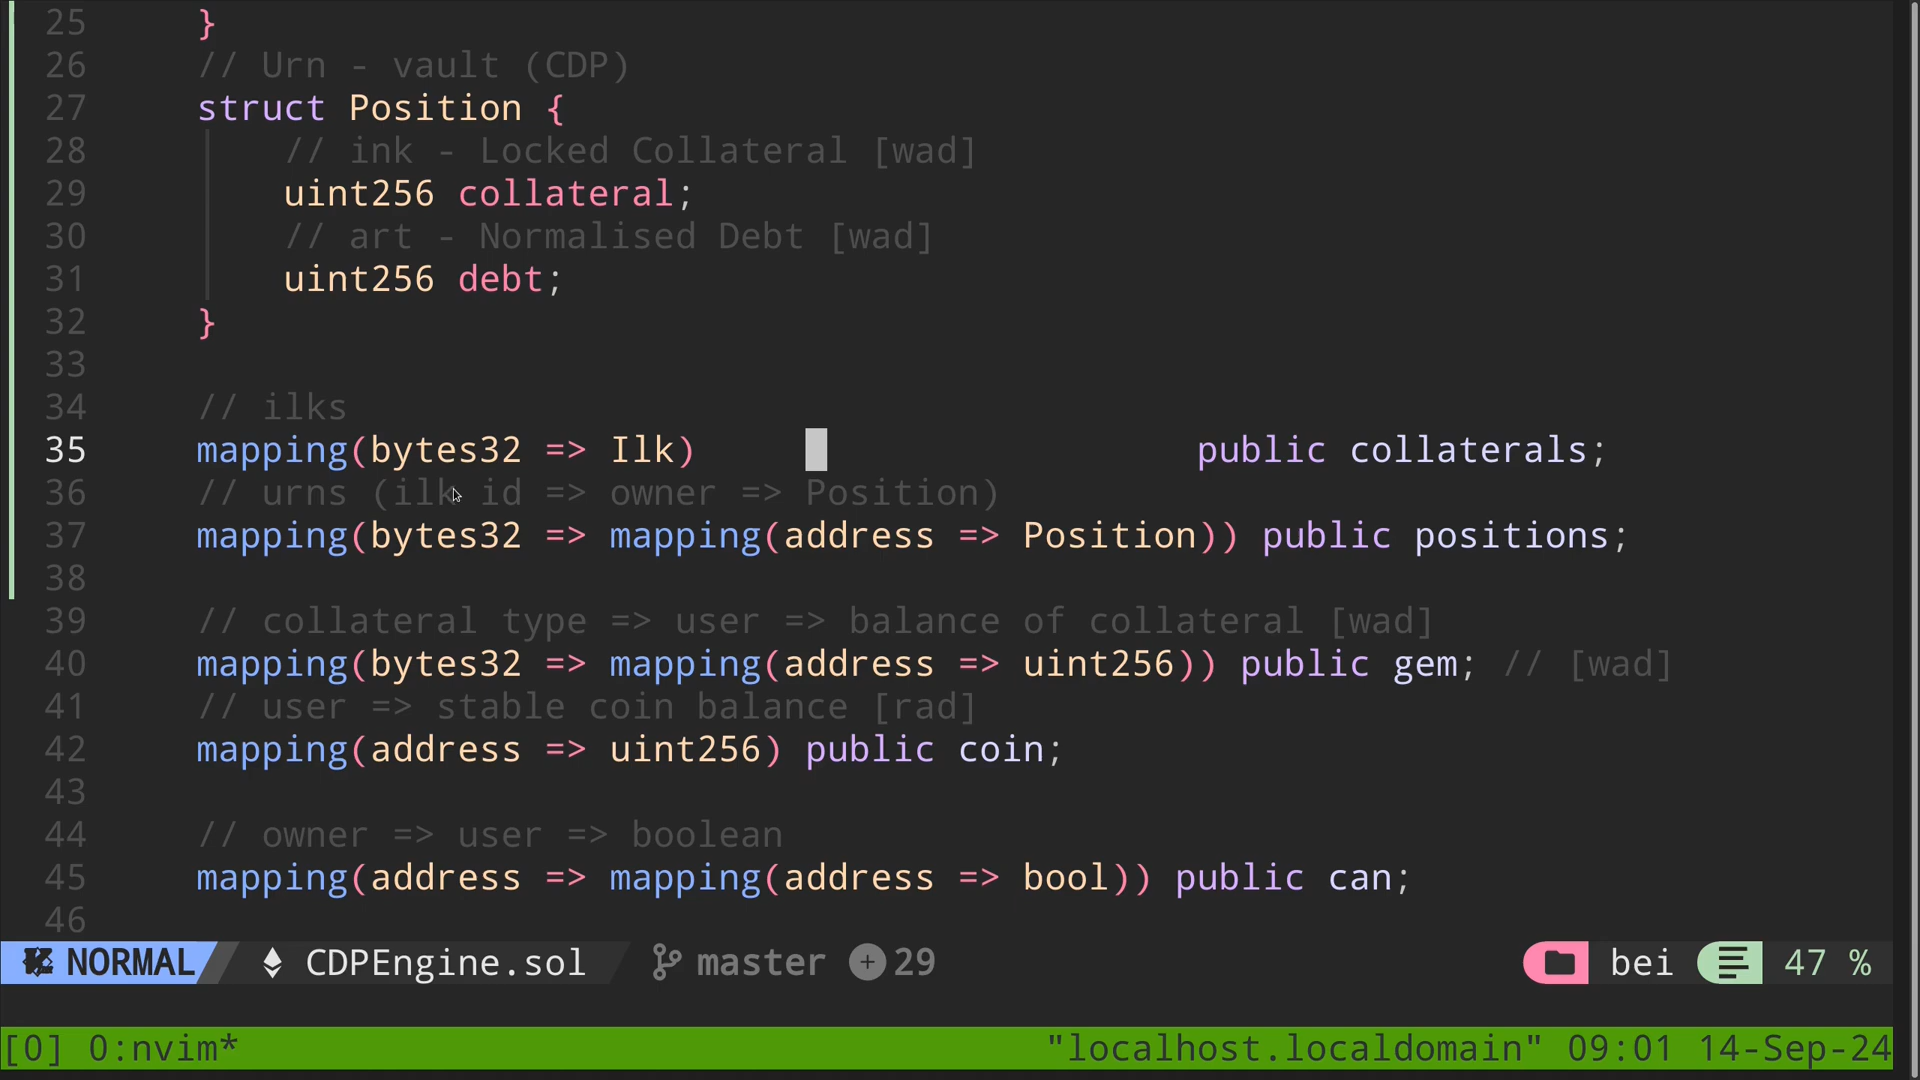 25 }
26 // Urn - vault (CDP)
27 struct Position {
28 // ink - Locked Collateral [wad]
29 uint256 collateral;
30 // art - Normalised Debt [wad]
31 uint256 debt;
32 }
33
34 // ilks
35 mapping(bytes32 => Ilk) public collaterals;
36 // urns (ilk id => owner => Position)
37 mapping(bytes32 => mapping(address => Position)) public positions;
38
39 // collateral type => user => balance of collateral [wad]
40 mapping(bytes32 => mapping(address => uint256)) public gem; // [wad]
41 // user => stable coin balance [rad]
42 mapping(address => uint256) public coin;
43
44 // owner => user => boolean
45 mapping(address => mapping(address => bool)) public can;
46
NORMAL CDPEngine.sol master + 29 bei 47 %
[0] 0:nvim* "localhost.localdomain" 09:01 14-Sep-24